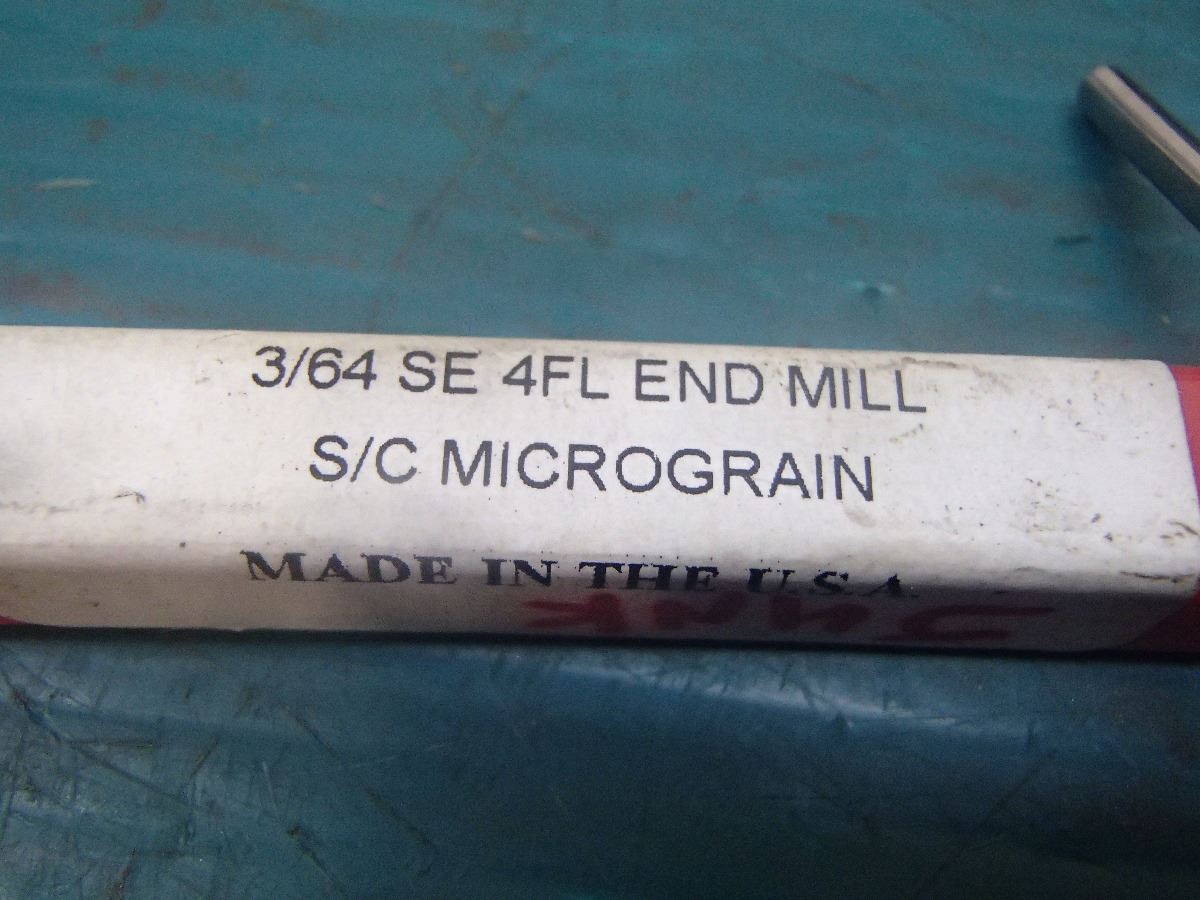 3/64 SE 4FL END MILL
S/C MICROGRAIN
MADE IN THE U.S.A.